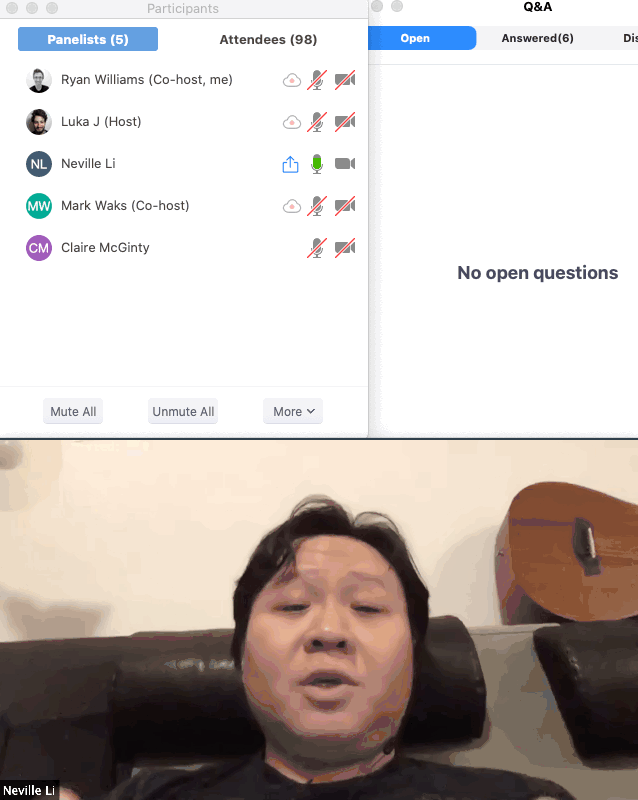 Participants
Panelists (5)
Attendees (98)
Ryan Williams (Co-host, me)
Luka J (Host)
NL
Neville Li
MW
Mark Waks (Co-host)
CM
Claire McGinty
Mute All
Unmute All
More
Q&A
Open
Answered(6)
Dis
No open questions
Neville Li